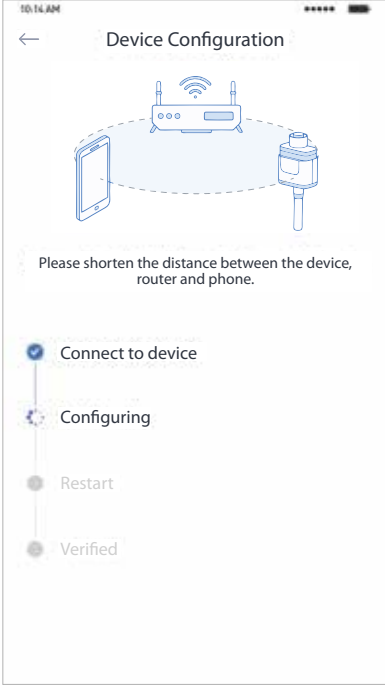 10:14 AM
Device Configuration
Please shorten the distance between the device,
router and phone.
Connect to device
Configuring
Restart
Verified